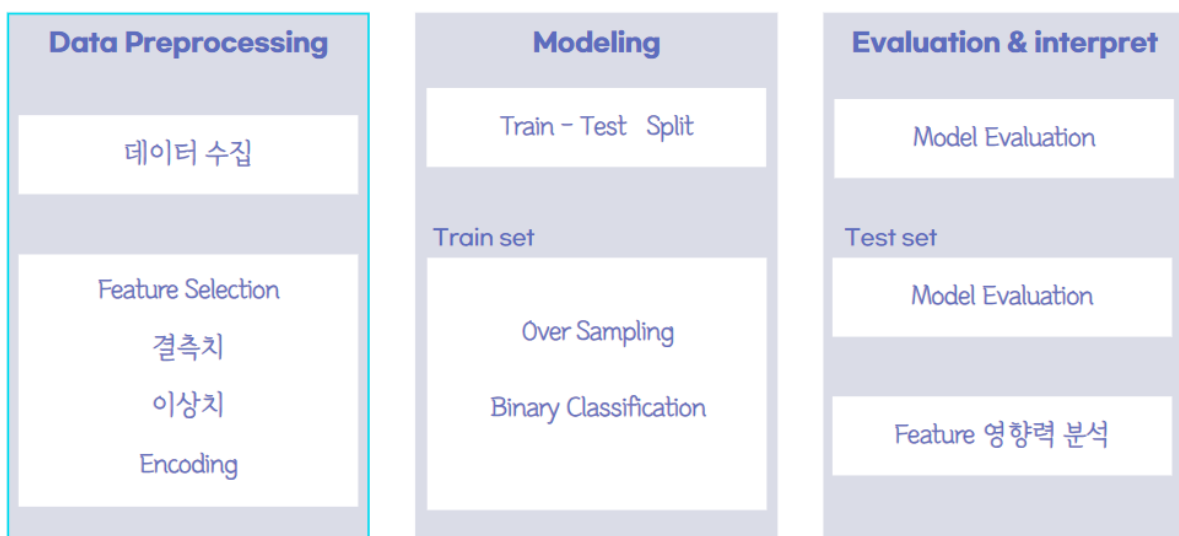 Data Preprocessing
데이터 수집
Feature Selection
결측치
이상치
Encoding
Modeling
Train - Test Split
Train set
Over Sampling
Binary Classification
Evaluation & interpret
Model Evaluation
Test set
Model Evaluation
Feature 영향력 분석